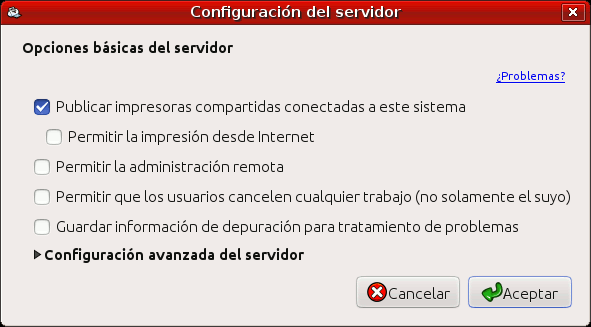 Configuración del servidor
Opciones básicas del servidor
¿Problemas?
Publicar impresoras compartidas conectadas a este sistema
Permitir la impresión desde Internet
Permitir la administración remota
Permitir que los usuarios cancelen cualquier trabajo (no solamente el suyo)
Guardar información de depuración para tratamiento de problemas
Configuración avanzada del servidor
Cancelar
Aceptar